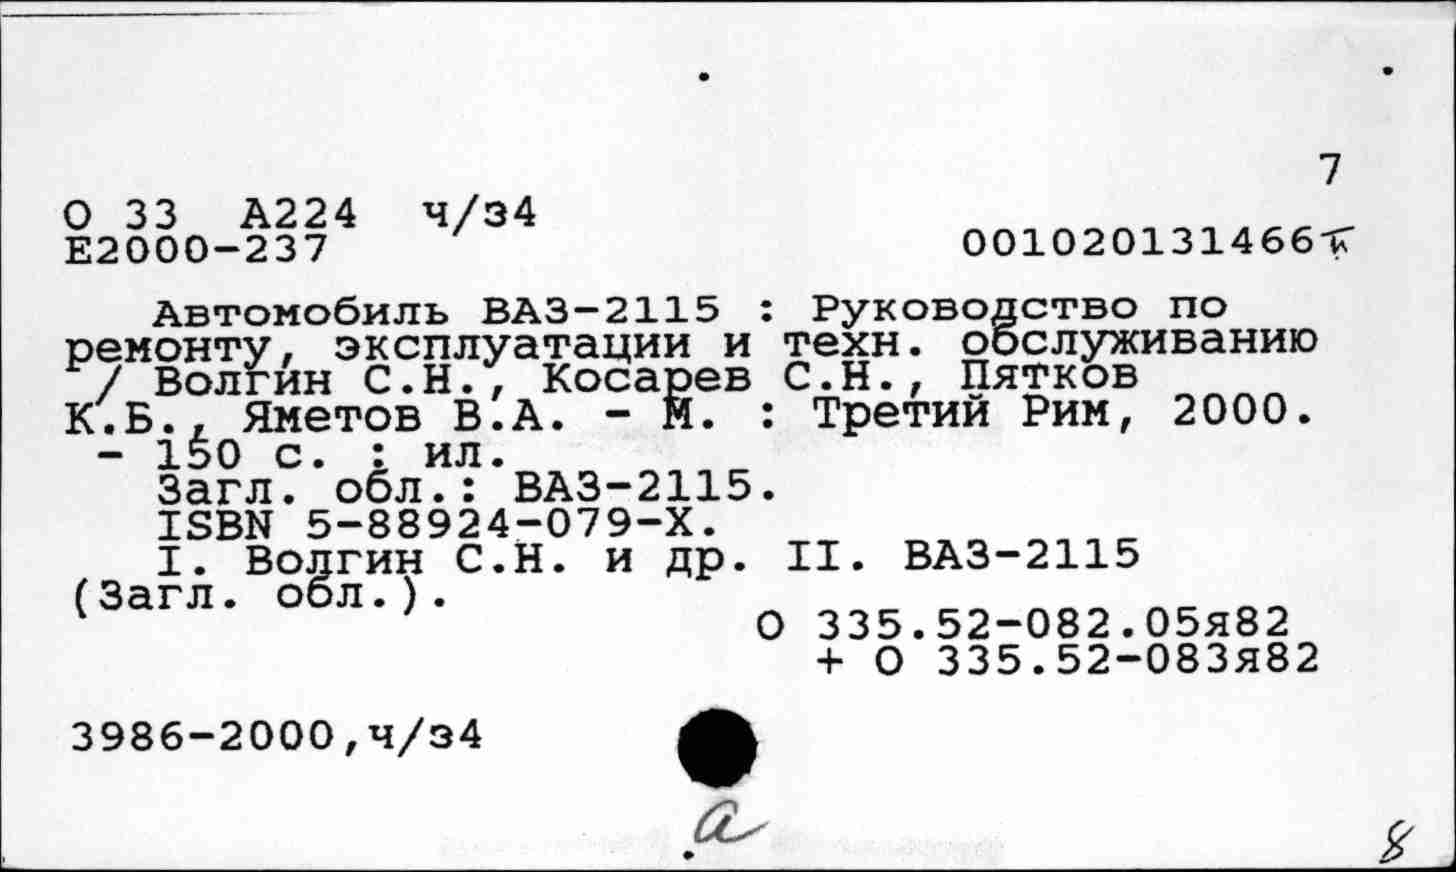 7
О 33 А224 ч/з4
Е2000-237
001020131466
Автомобиль ВАЗ-2115 : Руководство по
ремонту, эксплуатации и техн. обслуживанию
/ Волгин С.Н., Косарев С.Н., Пятков
К.Б., Яметов В.А. - М. : Третий Рим, 2000.
- 150 с. : ил.
Загл. обл.: ВАЗ-2115.
ISBN 5-88924-079-X.
I. Волгин С.Н. и др. II. ВАЗ-2115
(Загл. обл.).
О 335.52-082.05я82
+ О 335.52-083я82
3986-2000,ч/з4
а
8